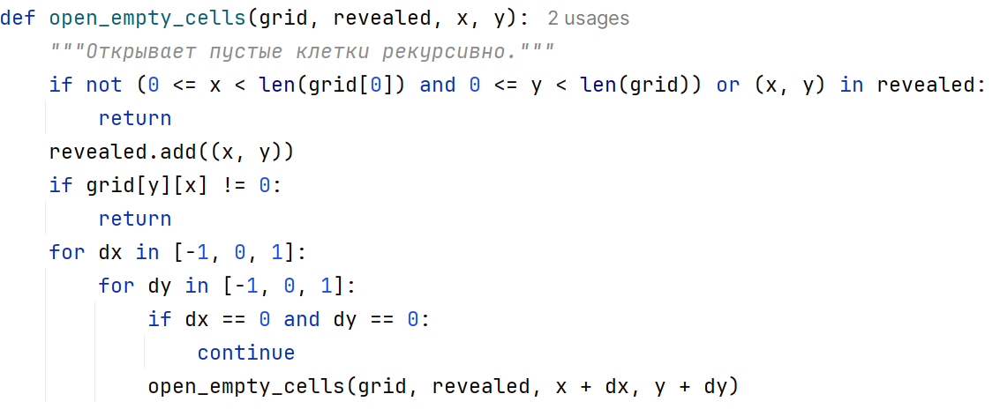 def open_empty_cells(grid, revealed, x, y): 2 usages
    """Открывает пустые клетки рекурсивно."""
    if not (0 <= x < len(grid[0]) and 0 <= y < len(grid)) or (x, y) in revealed:
        return
    revealed.add((x, y))
    if grid[y][x] != 0:
        return
    for dx in [-1, 0, 1]:
        for dy in [-1, 0, 1]:
            if dx == 0 and dy == 0:
                continue
            open_empty_cells(grid, revealed, x + dx, y + dy)